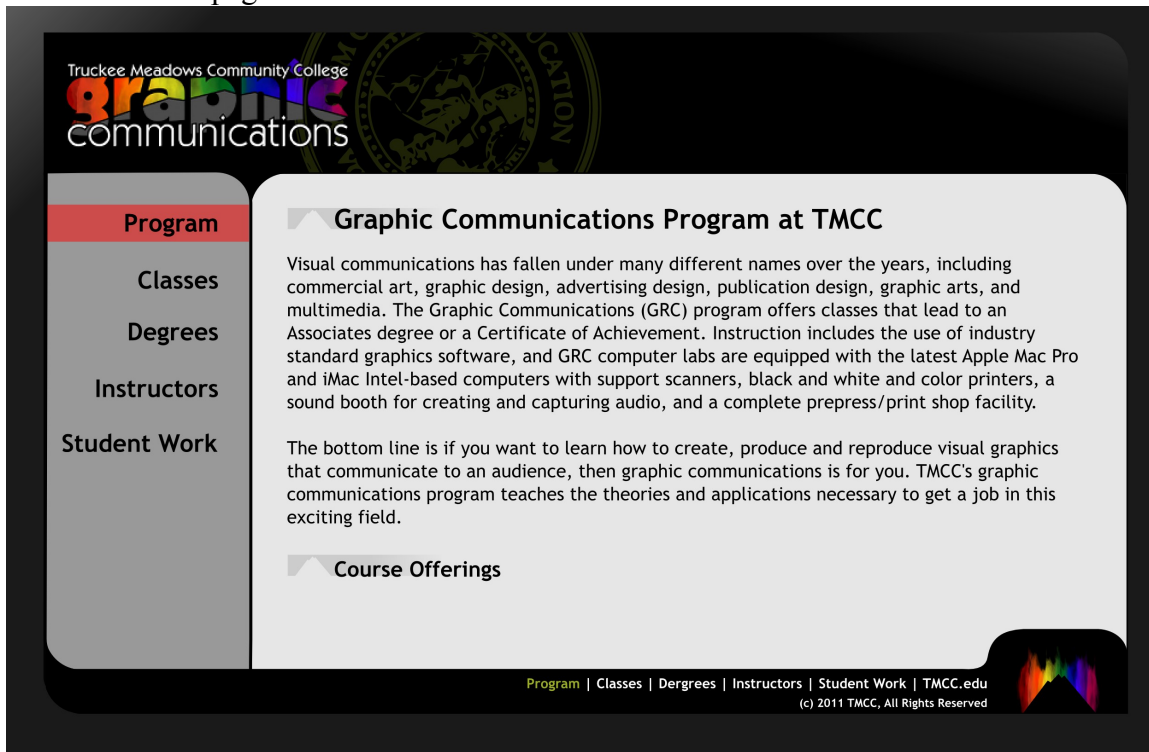 Truckee Meadows Community College
graphic
communications
CATION
Program
Classes
Degrees
Instructors
Student Work
Graphic Communications Program at TMCC
Visual communications has fallen under many different names over the years, including
commercial art, graphic design, advertising design, publication design, graphic arts, and
multimedia. The Graphic Communications (GRC) program offers classes that lead to an
Associates degree or a Certificate of Achievement. Instruction includes the use of industry
standard graphics software, and GRC computer labs are equipped with the latest Apple Mac Pro
and iMac Intel-based computers with support scanners, black and white and color printers, a
sound booth for creating and capturing audio, and a complete prepress/print shop facility.
The bottom line is if you want to learn how to create, produce and reproduce visual graphics
that communicate to an audience, then graphic communications is for you. TMCC's graphic
communications program teaches the theories and applications necessary to get a job in this
exciting field.
Course Offerings
Program | Classes | Dergrees | Instructors | Student Work | TMCC.edu
(c) 2011 TMCC, All Rights Reserved